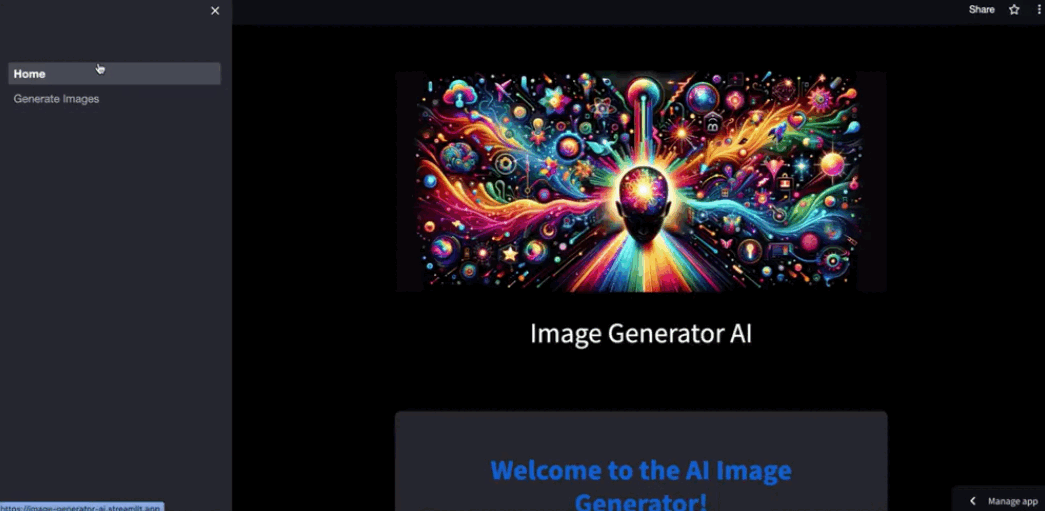 Share
Home
Generate Images
Image Generator AI
Welcome to the AI Image
Generator!
Manage app
https://image-generator-ai.streamlit.app